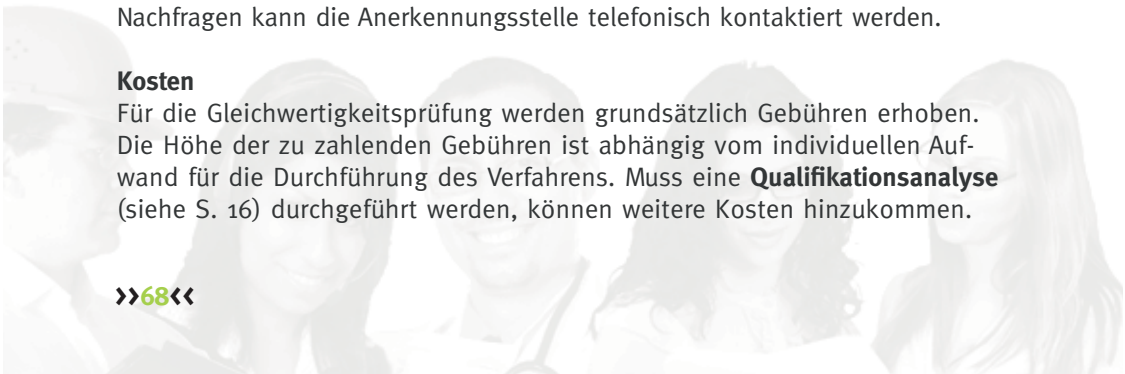 Nachfragen kann die Anerkennungsstelle telefonisch kontaktiert werden.
Kosten
Für die Gleichwertigkeitsprüfung werden grundsätzlich Gebühren erhoben.
Die Höhe der zu zahlenden Gebühren ist abhängig vom individuellen Auf-
wand für die Durchführung des Verfahrens. Muss eine Qualifikationsanalyse
(siehe S. 16) durchgeführt werden, können weitere Kosten hinzukommen.
››68‹‹